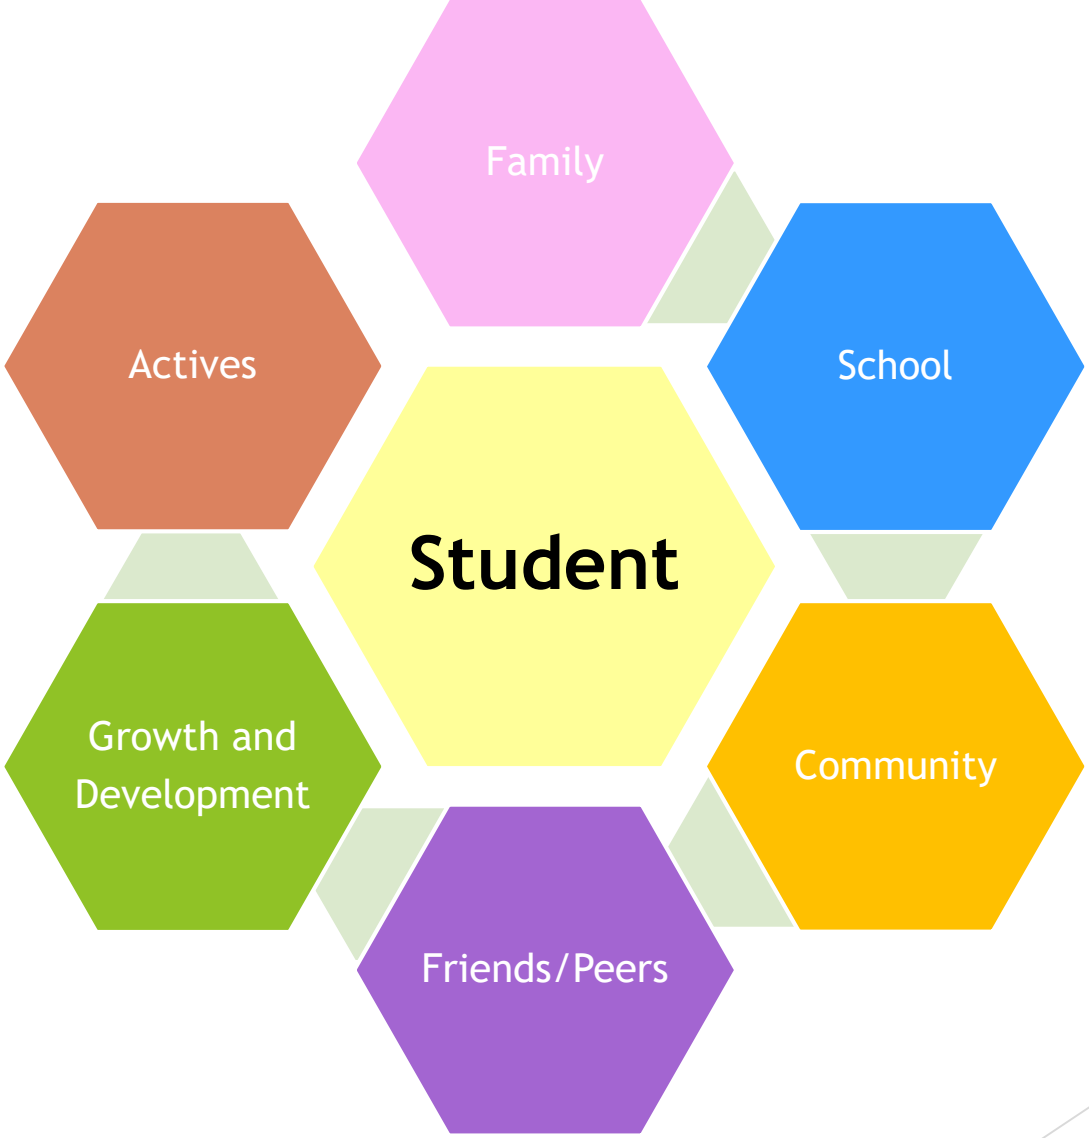 Family
Actives
School
Student
Growth and
Development
Community
Friends/Peers